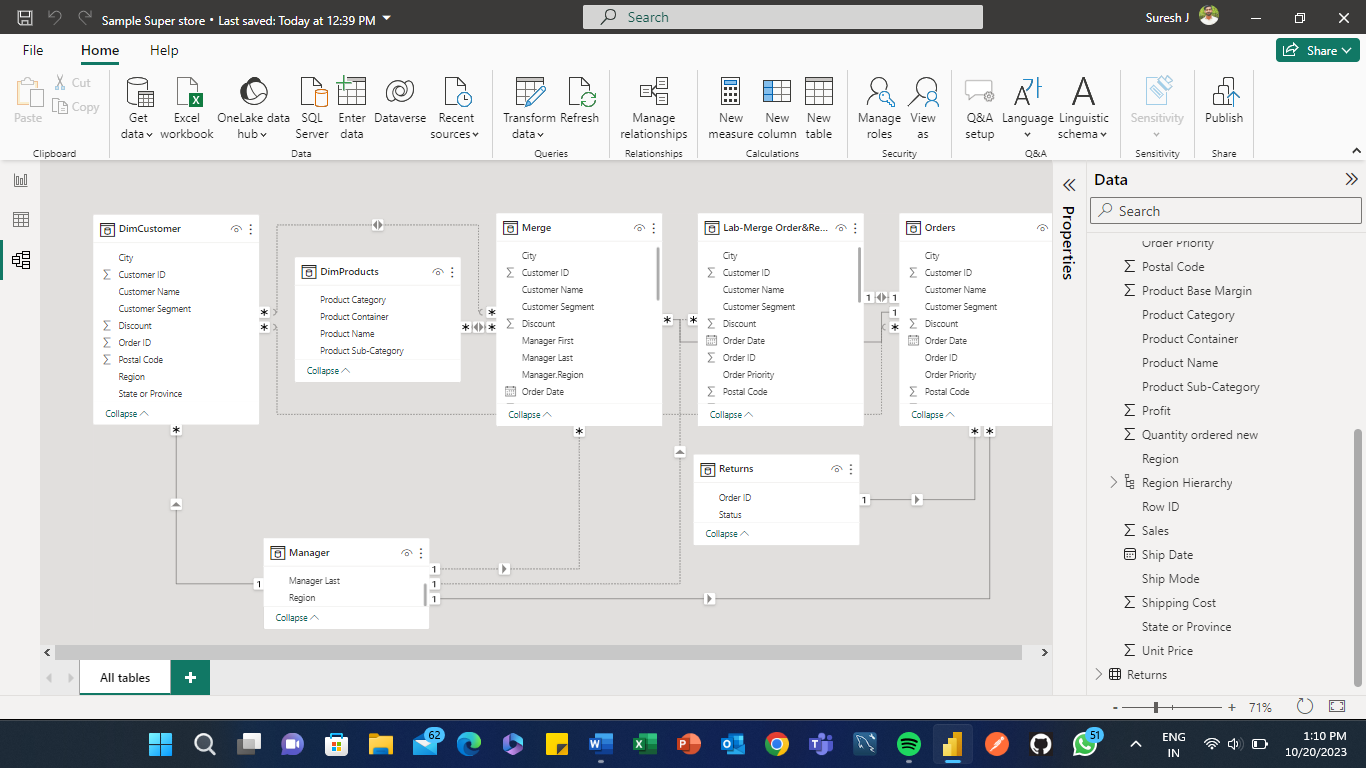 Sample Super store • Last saved: Today at 12:39 PM
Search
Suresh J
File
Home
Help
Share
Paste
Cut
Copy
Get data
Excel workbook
OneLake data hub
SQL Server
Enter data
Dataverse
Recent sources
Transform data
Refresh
Manage relationships
New measure
New column
New table
Manage roles
View as
Q&A setup
Language
Linguistic schema
Sensitivity
Publish
Clipboard
Data
Queries
Relationships
Calculations
Security
Q&A
Sensitivity
Share
DimCustomer
City
Customer ID
Customer Name
Customer Segment
Discount
Order ID
Postal Code
Region
State or Province
Collapse
DimProducts
Product Category
Product Container
Product Name
Product Sub-Category
Collapse
Merge
City
Customer ID
Customer Name
Customer Segment
Discount
Manager First
Manager Last
Manager.Region
Order Date
Collapse
Lab-Merge Order&Re...
City
Customer ID
Customer Name
Customer Segment
Discount
Order Date
Order ID
Order Priority
Postal Code
Collapse
Orders
City
Customer ID
Customer Name
Customer Segment
Discount
Order Date
Order ID
Order Priority
Postal Code
Collapse
Returns
Order ID
Status
Collapse
Manager
Manager Last
Region
Collapse
1
1
1
1
1
1
1
1
Properties
Data
Search
Order Priority
Postal Code
Product Base Margin
Product Category
Product Container
Product Name
Product Sub-Category
Profit
Quantity ordered new
Region
Region Hierarchy
Row ID
Sales
Ship Date
Ship Mode
Shipping Cost
State or Province
Unit Price
Returns
All tables
+
- + 71%
62
51
ENG
IN
1:10 PM
10/20/2023